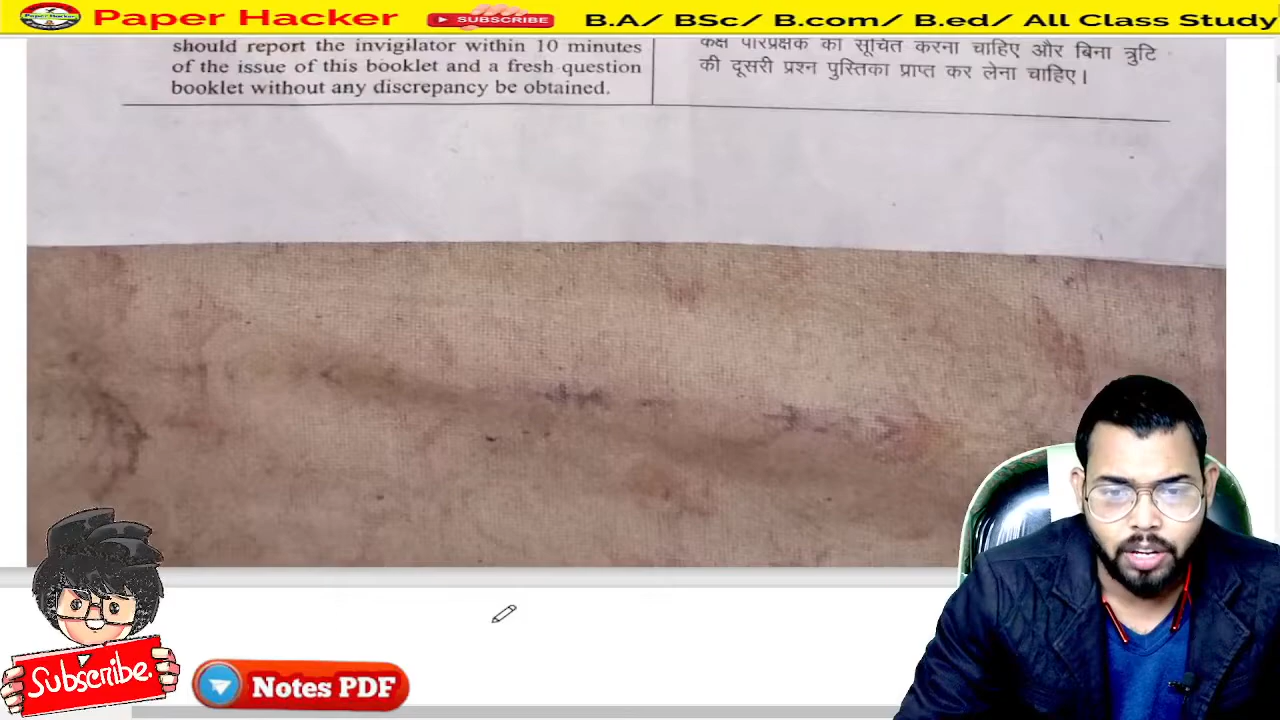 Paper Hacker
SUBSCRIBE
B.A/ BSc/ B.com/ B.ed/ All Class Study
should report the invigilator within 10 minutes
of the issue of this booklet and a fresh question
booklet without any discrepancy be obtained.
कक्ष परिप्रेक्षक को सूचित करना चाहिए और बिना त्रुटि
की दूसरी प्रश्न पुस्तिका प्राप्त कर लेना चाहिए।
Subscribe.
Notes PDF